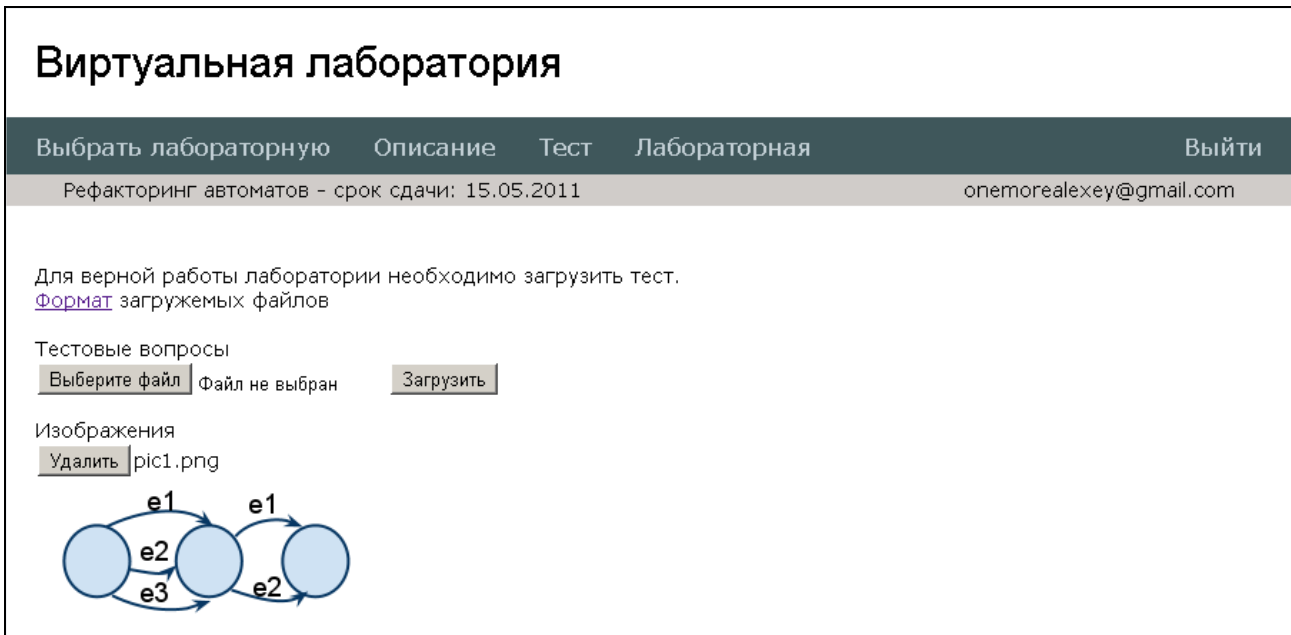 Виртуальная лаборатория
Выбрать лабораторную Описание Тест Лабораторная Выйти
Рефакторинг автоматов - срок сдачи: 15.05.2011 onemorealexey@gmail.com
Для верной работы лаборатории необходимо загрузить тест.
Формат загружемых файлов
Тестовые вопросы
Выберите файл Файл не выбран Загрузить
Изображения
Удалить pic1.png
e1 e1
e2
e3 e2